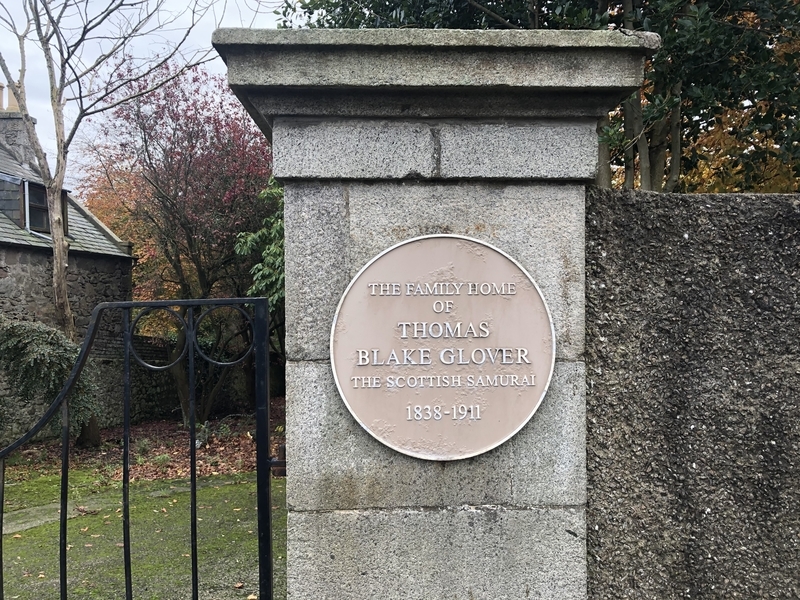 THE FAMILY HOME
OF
THOMAS
BLAKE GLOVER
THE SCOTTISH SAMURAI
1838-1911